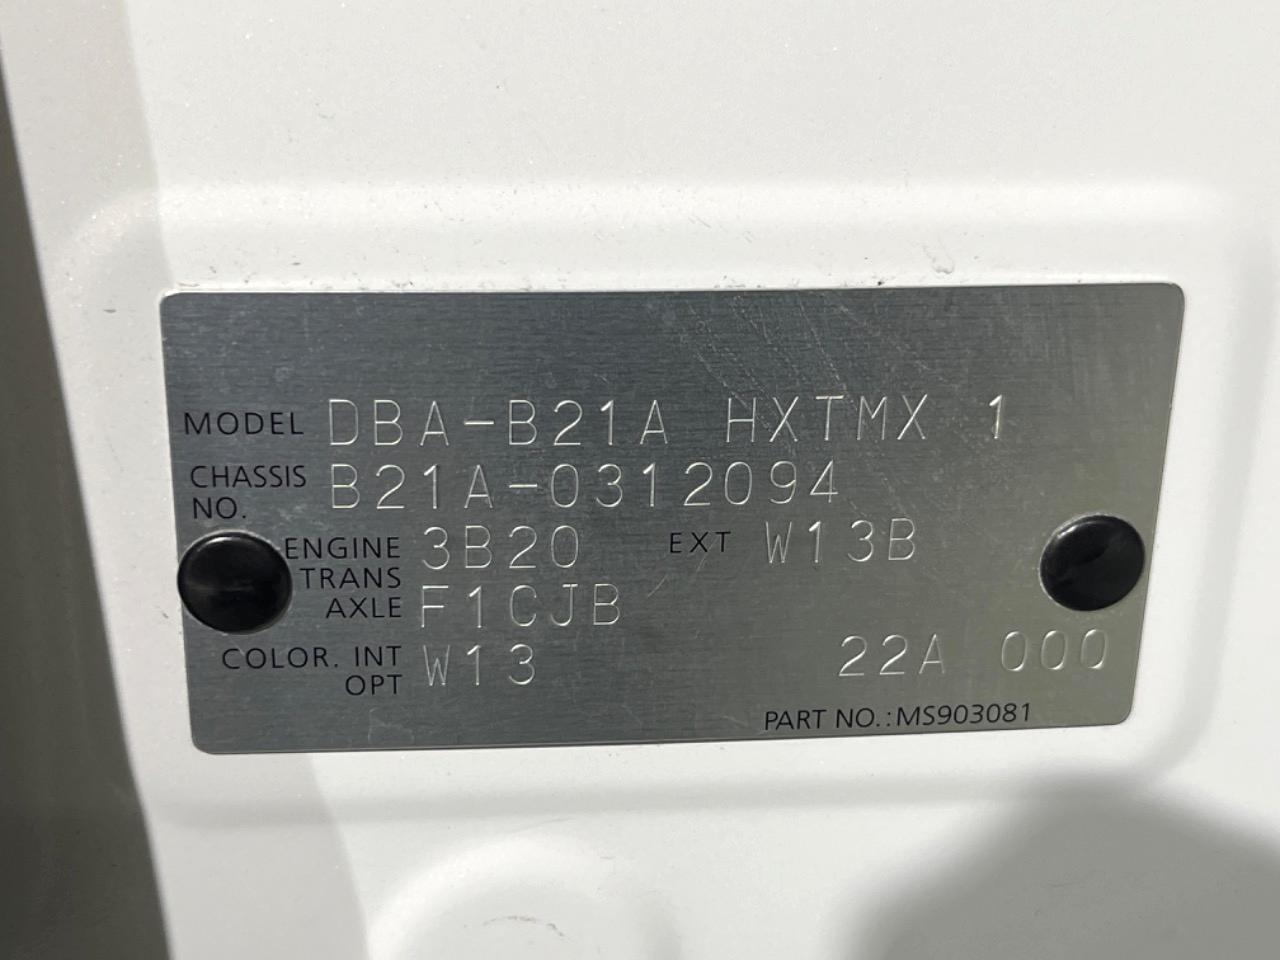 MODEL DBA-B21A HXTMX 1
CHASSIS NO. B21A-0312094
ENGINE 3B20 EXT W13B
TRANS AXLE F1CJB
COLOR. INT OPT W13 22A 000
PART NO.:MS903081